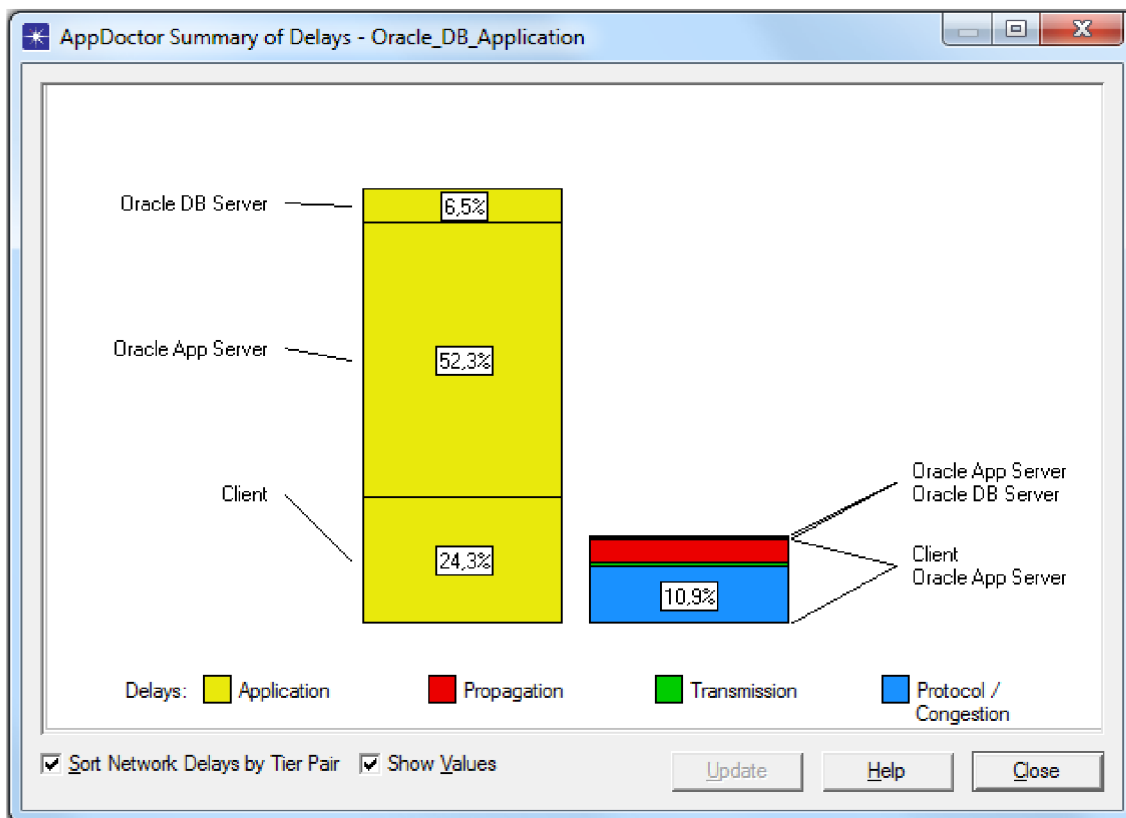 AppDoctor Summary of Delays - Oracle_DB_Application
Oracle DB Server
6,5%
Oracle App Server
52,3%
Client
24,3%
Oracle App Server
Oracle DB Server
Client
Oracle App Server
10,9%
Delays: Application Propagation Transmission Protocol /
Congestion
Sort Network Delays by Tier Pair Show Values Update Help Close